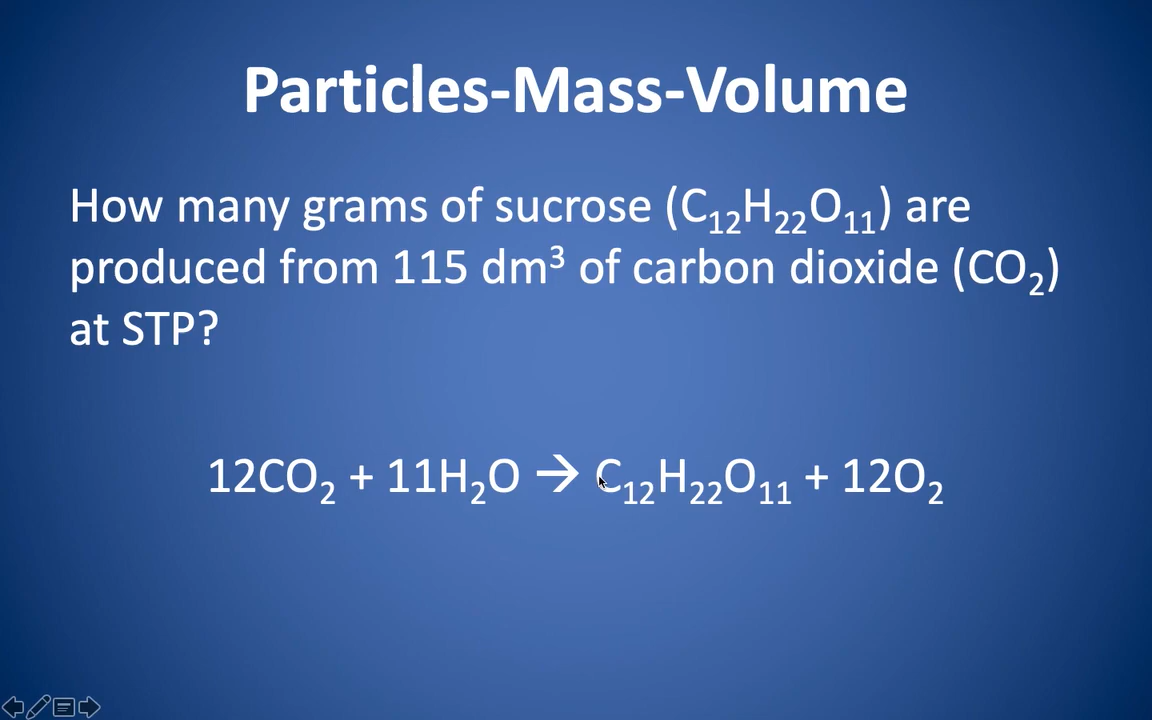 Particles-Mass-Volume
How many grams of sucrose (C₁₂H₂₂O₁₁) are
produced from 115 dm³ of carbon dioxide (CO₂)
at STP?
12CO₂ + 11H₂O → C₁₂H₂₂O₁₁ + 12O₂